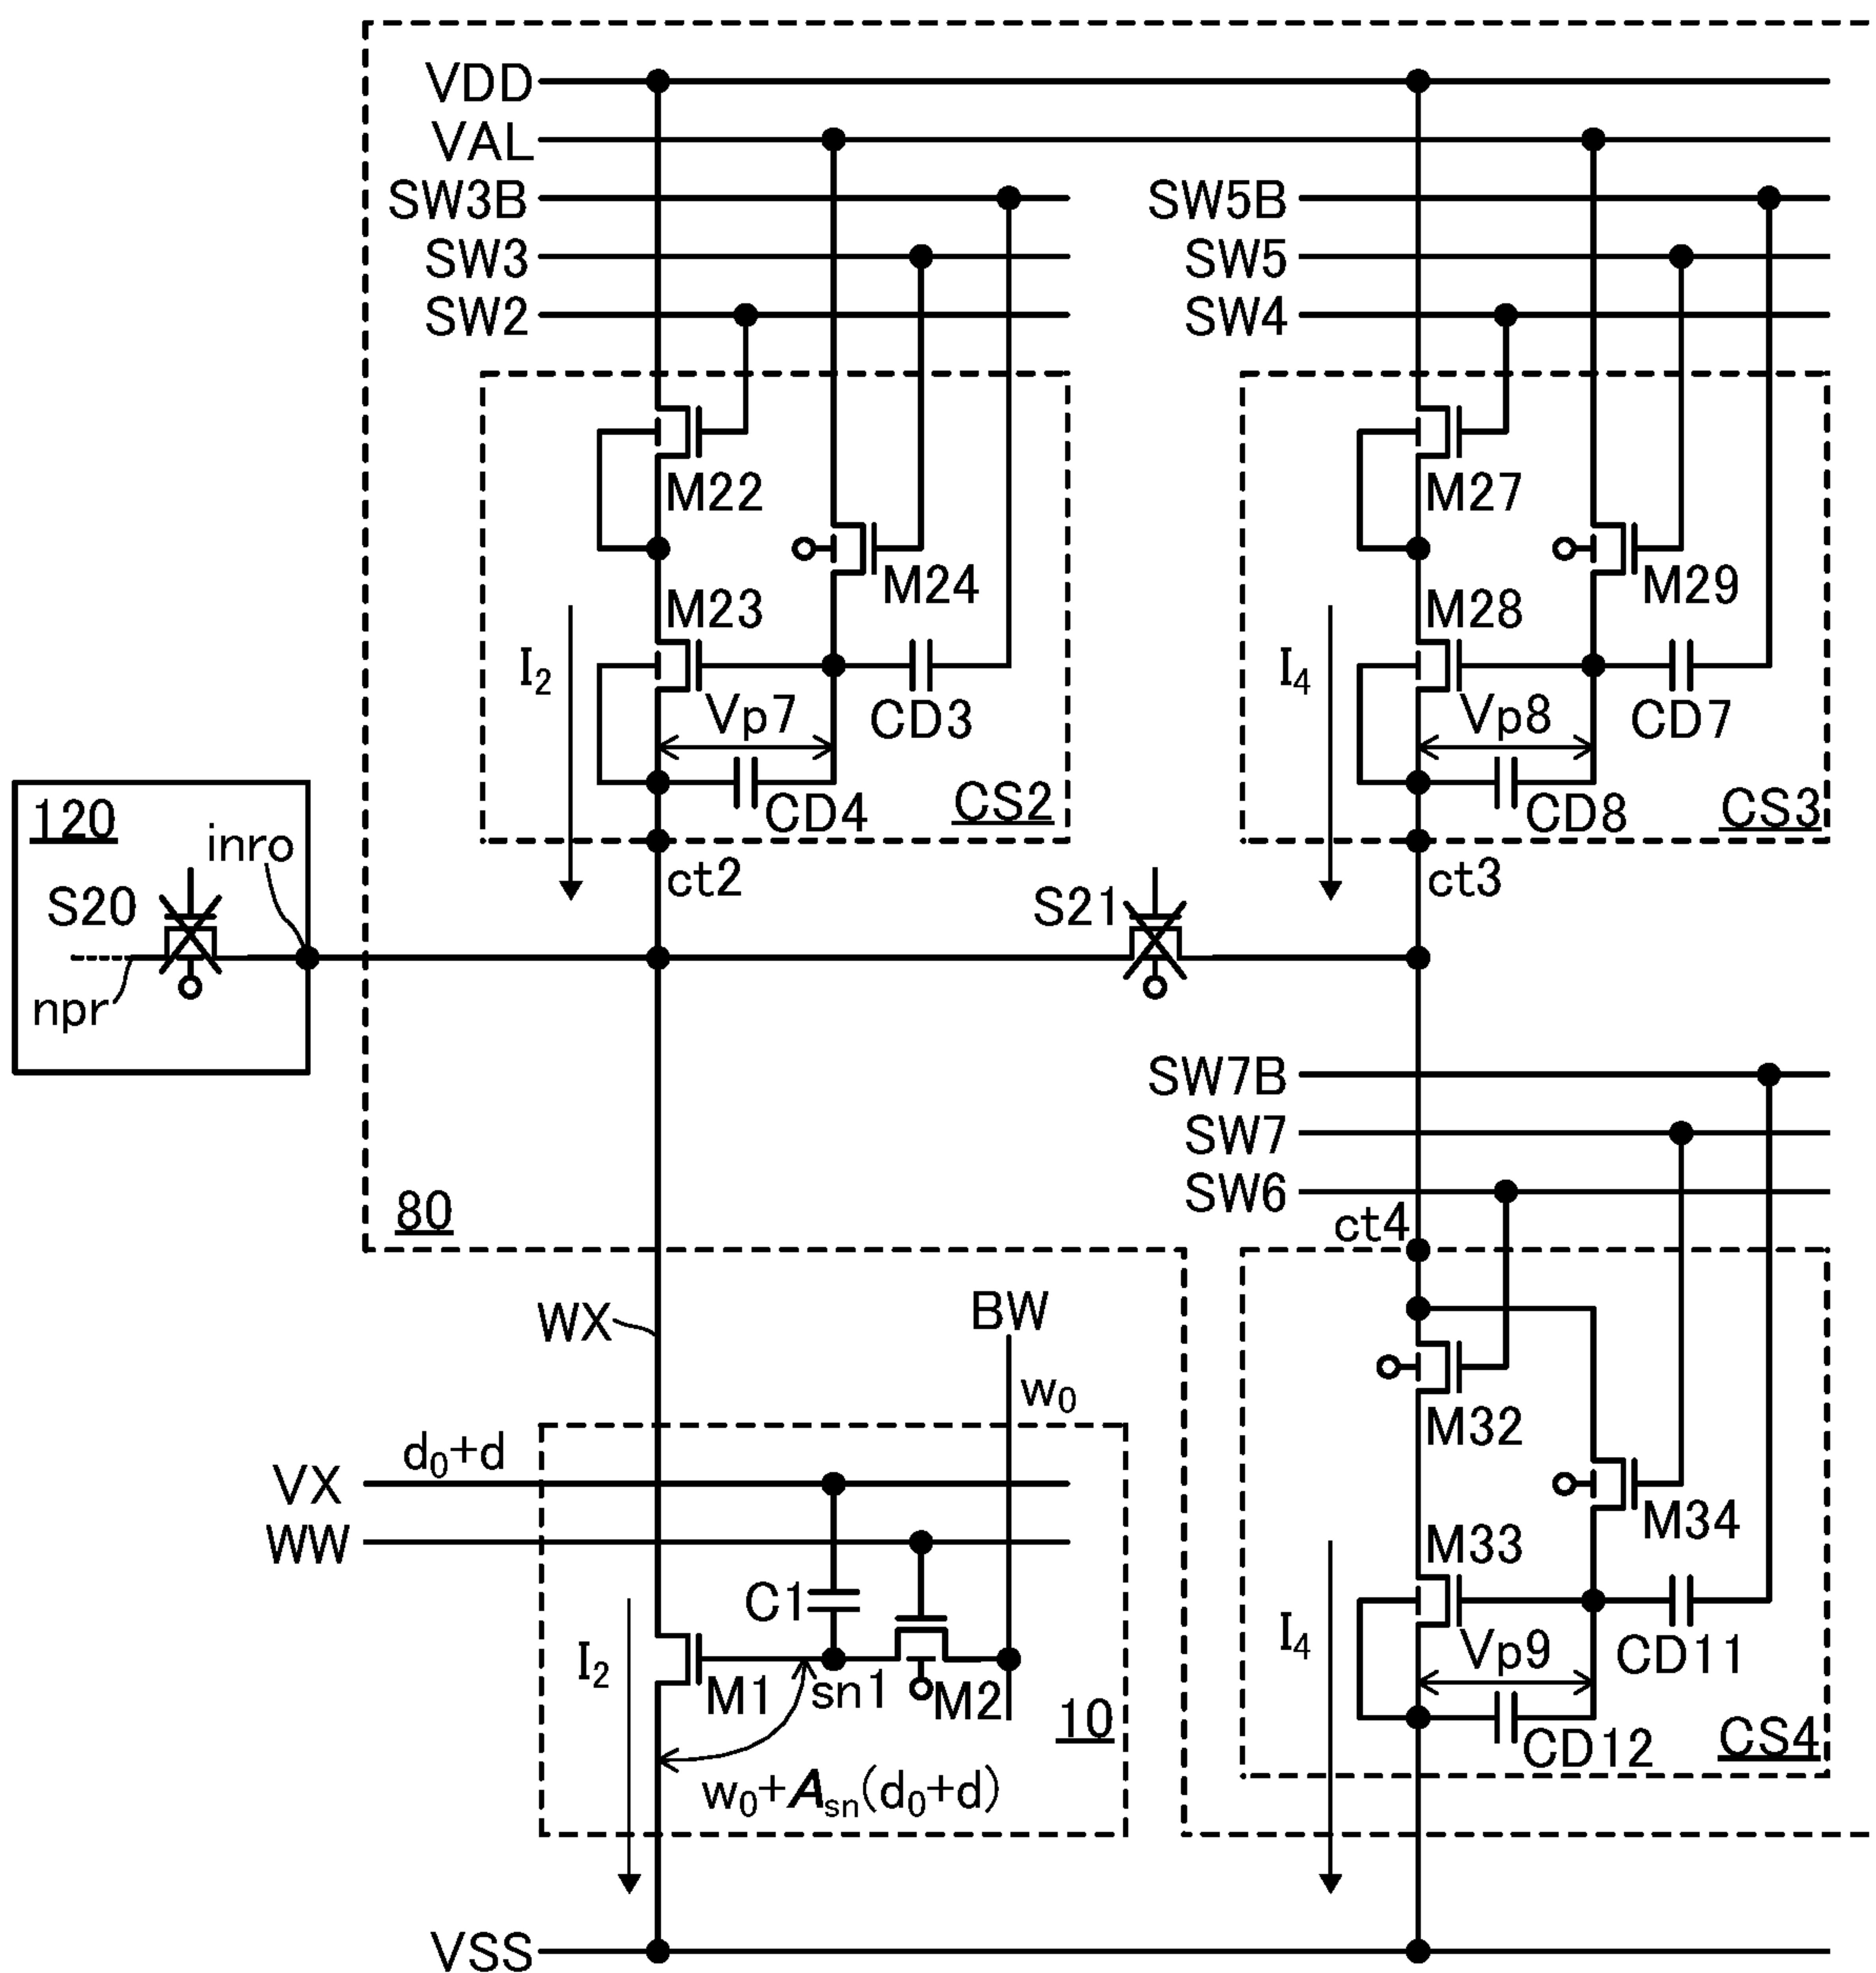 VDD
VAL
SW3B
SW5B
SW3
SW5
SW2
SW4
M22
M27
M24
M29
M23
M28
I2
Vp7
CD3
I4
Vp8
CD7
CD4
CS2
CD8
CS3
120
inro
ct2
ct3
S20
S21
npr
SW7B
SW7
SW6
80
ct4
WX
BW
w0
M32
d0+d
VX
WW
M34
M33
C1
I2
M1
sn1
M2
10
I4
Vp9
CD11
CD12
CS4
w0+Asn(d0+d)
VSS